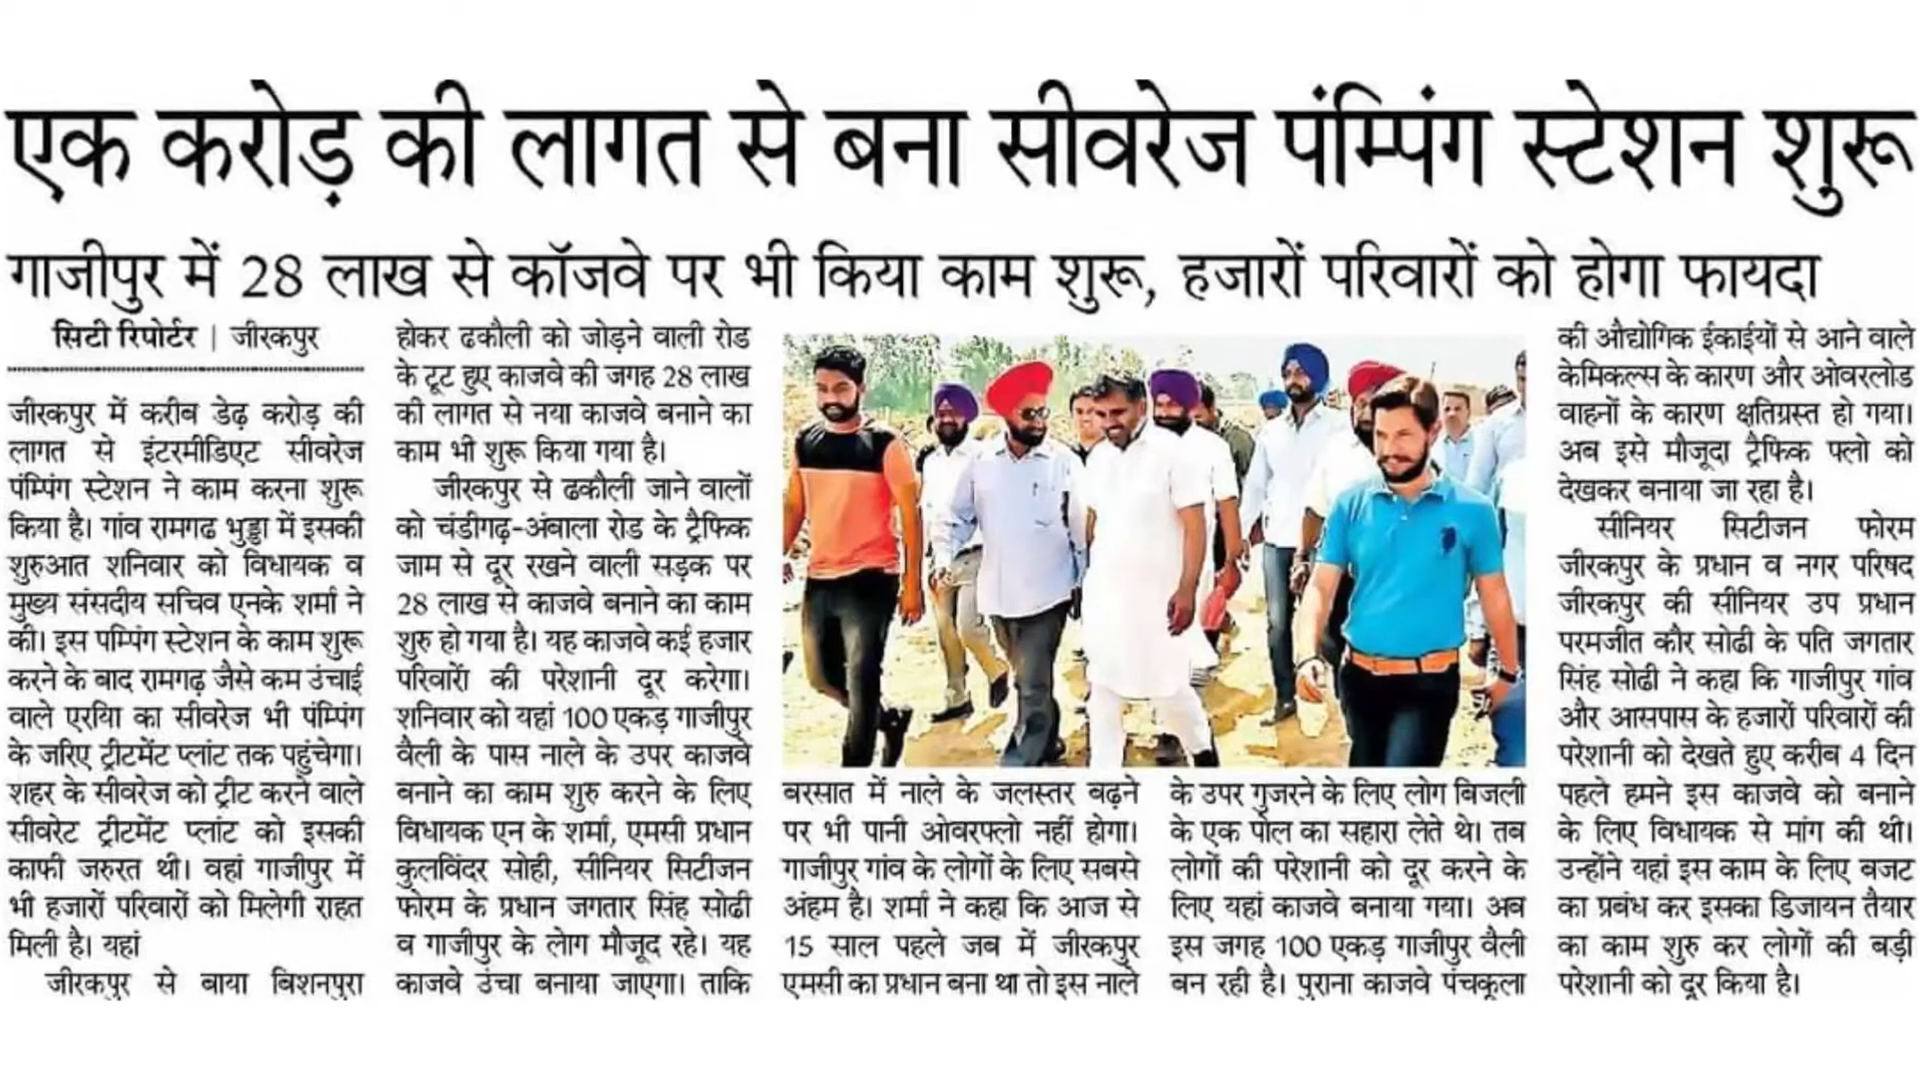 एक करोड़ की लागत से बना सीवरेज पंम्पिंग स्टेशन शुरू
गाजीपुर में 28 लाख से कॉजवे पर भी किया काम शुरू, हजारों परिवारों को होगा फायदा
सिटी रिपोर्टर | जीरकपुर
जीरकपुर में करीब डेढ़ करोड़ की
लागत से इंटरमीडिएट सीवरेज
पंम्पिंग स्टेशन ने काम करना शुरू
किया है। गांव रामगढ भुड्डा में इसकी
शुरुआत शनिवार को विधायक व
मुख्य संसदीय सचिव एनके शर्मा ने
की। इस पम्पिंग स्टेशन के काम शुरू
करने के बाद रामगढ़ जैसे कम उंचाई
वाले एरयिा का सीवरेज भी पंम्पिंग
के जरिए ट्रीटमेंट प्लांट तक पहुंचेगा।
शहर के सीवरेज को ट्रीट करने वाले
सीवरेट ट्रीटमेंट प्लांट को इसकी
काफी जरुरत थी। वहां गाजीपुर में
भी हजारों परिवारों को मिलेगी राहत
मिली है। यहां
जीरकपुर से बाया बिशनपुरा
होकर ढकौली को जोड़ने वाली रोड
के टूट हुए काजवे की जगह 28 लाख
की लागत से नया काजवे बनाने का
काम भी शुरू किया गया है।
जीरकपुर से ढकौली जाने वालों
को चंडीगढ़-अंबाला रोड के ट्रैफिक
जाम से दूर रखने वाली सड़क पर
28 लाख से काजवे बनाने का काम
शुरु हो गया है। यह काजवे कई हजार
परिवारों की परेशानी दूर करेगा।
शनिवार को यहां 100 एकड़ गाजीपुर
वैली के पास नाले के उपर काजवे
बनाने का काम शुरु करने के लिए
विधायक एन के शर्मा, एमसी प्रधान
कुलविंदर सोही, सीनियर सिटीजन
फोरम के प्रधान जगतार सिंह सोढी
व गाजीपुर के लेाग मौजूद रहे। यह
काजवे उंचा बनाया जाएगा। ताकि
बरसात में नाले के जलस्तर बढ़ने
पर भी पानी ओवरफ्लो नहीं होगा।
गाजीपुर गांव के लोगों के लिए सबसे
अंहम है। शर्मा ने कहा कि आज से
15 साल पहले जब में जीरकपुर
एमसी का प्रधान बना था तो इस नाले
के उपर गुजरने के लिए लोग बिजली
के एक पोल का सहारा लेते थे। तब
लोगों की परेशानी को दूर करने के
लिए यहां काजवे बनाया गया। अब
इस जगह 100 एकड़ गाजीपुर वैली
बन रही है। पुराना काजवे पंचकूला
की औद्योगिक ईकाईयों से आने वाले
केमिकल्स के कारण और ओवरलोड
वाहनों के कारण क्षतिग्रस्त हो गया।
अब इसे मौजूदा ट्रैफिक फ्लो को
देखकर बनाया जा रहा है।
सीनियर सिटीजन फोरम
जीरकपुर के प्रधान व नगर परिषद
जीरकपुर की सीनियर उप प्रधान
परमजीत कौर सोढी के पति जगतार
सिंह सोढी ने कहा कि गाजीपुर गांव
और आसपास के हजारों परिवारों की
परेशानी को देखते हुए करीब 4 दिन
पहले हमने इस काजवे को बनाने
के लिए विधायक से मांग की थी।
उन्होंने यहां इस काम के लिए बजट
का प्रबंध कर इसका डिजायन तैयार
का काम शुरु कर लोगों की बड़ी
परेशानी को दूर किया है।